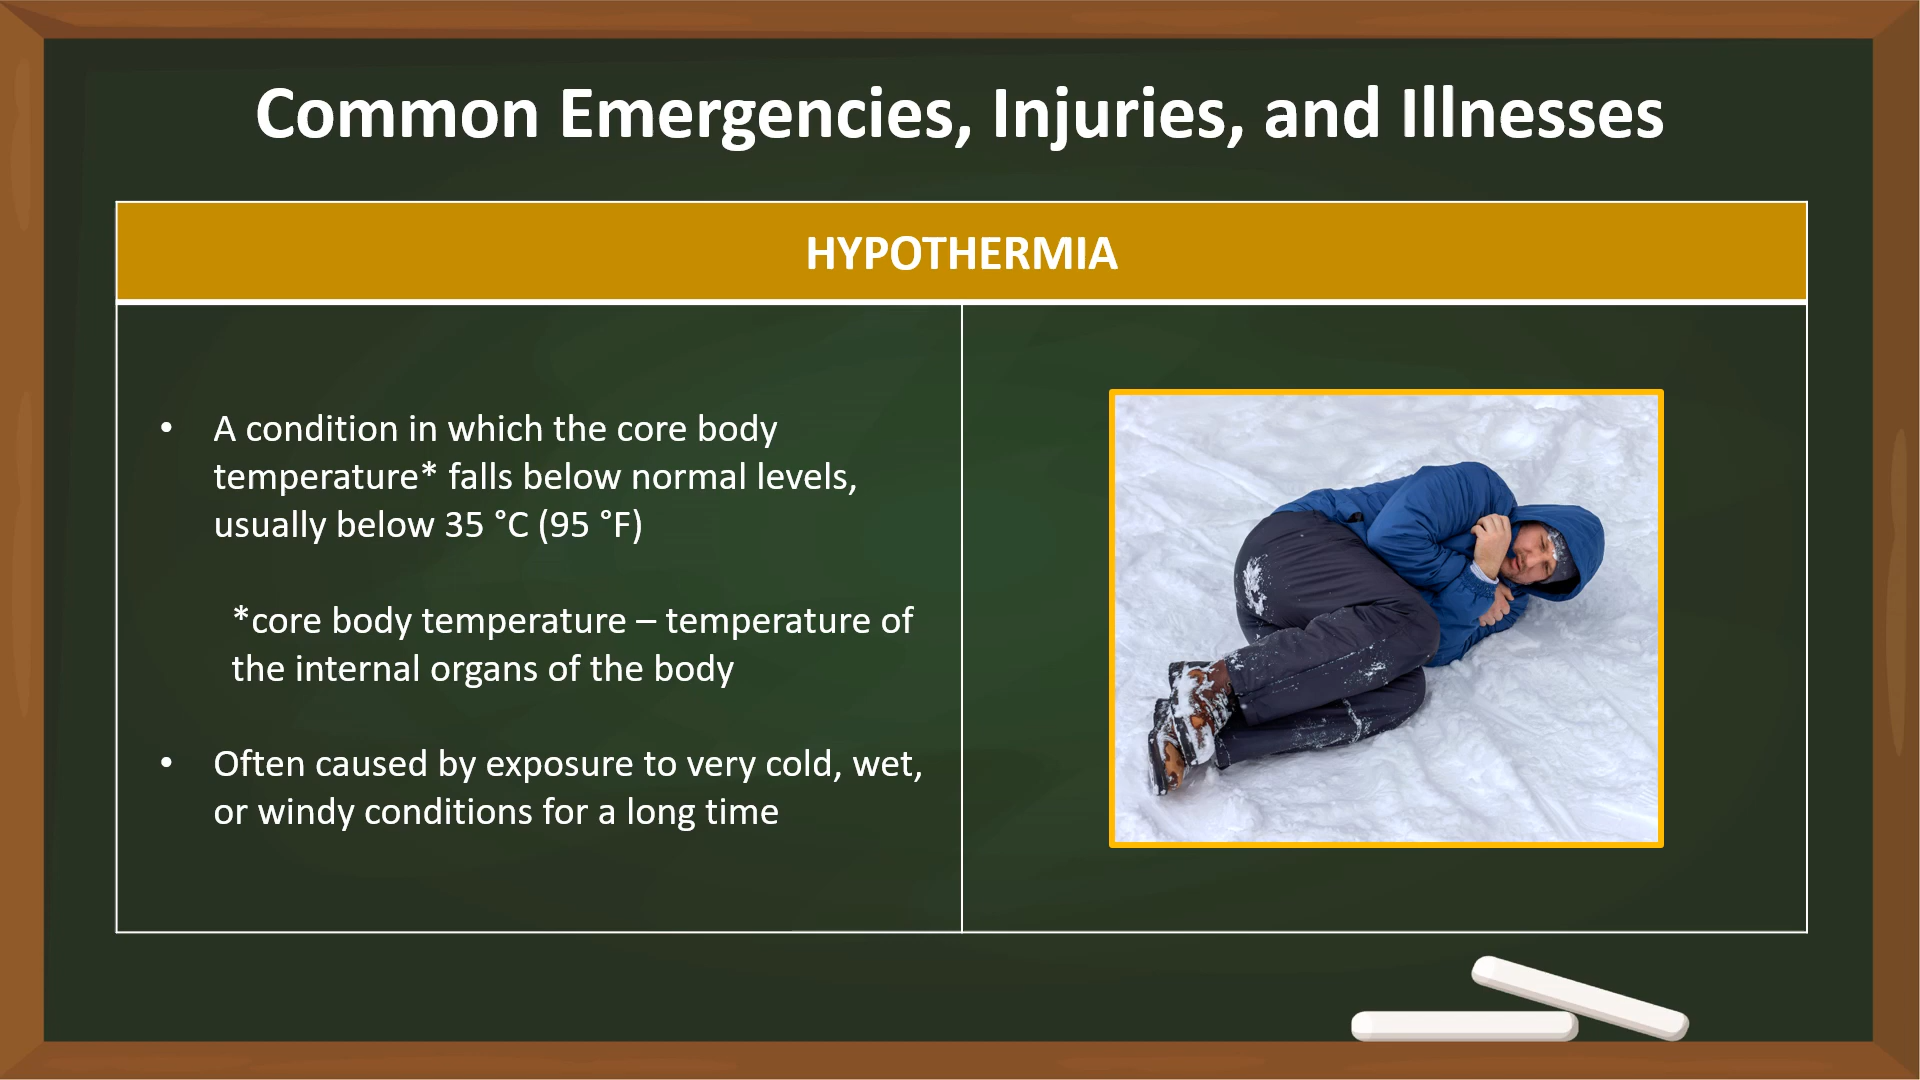 Common Emergencies, Injuries, and Illnesses
HYPOTHERMIA
• A condition in which the core body
temperature* falls below normal levels,
usually below 35 °C (95 °F)
*core body temperature – temperature of
the internal organs of the body
• Often caused by exposure to very cold, wet,
or windy conditions for a long time